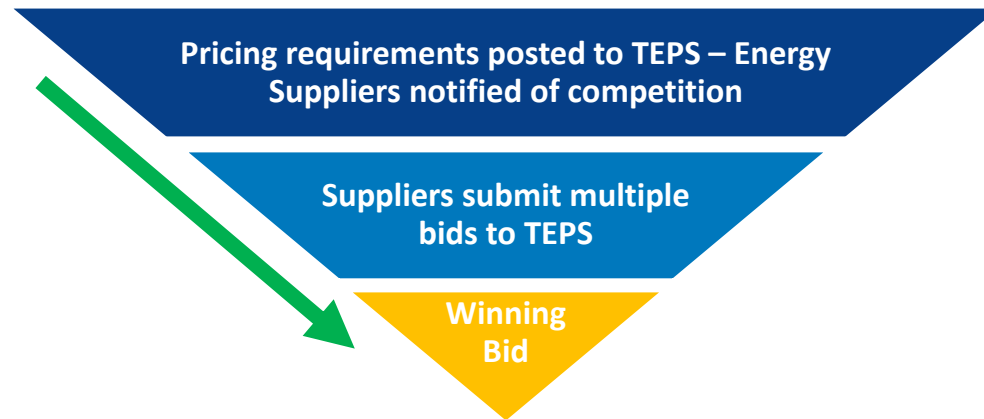 Pricing requirements posted to TEPS – Energy
Suppliers notified of competition
Suppliers submit multiple
bids to TEPS
Winning
Bid